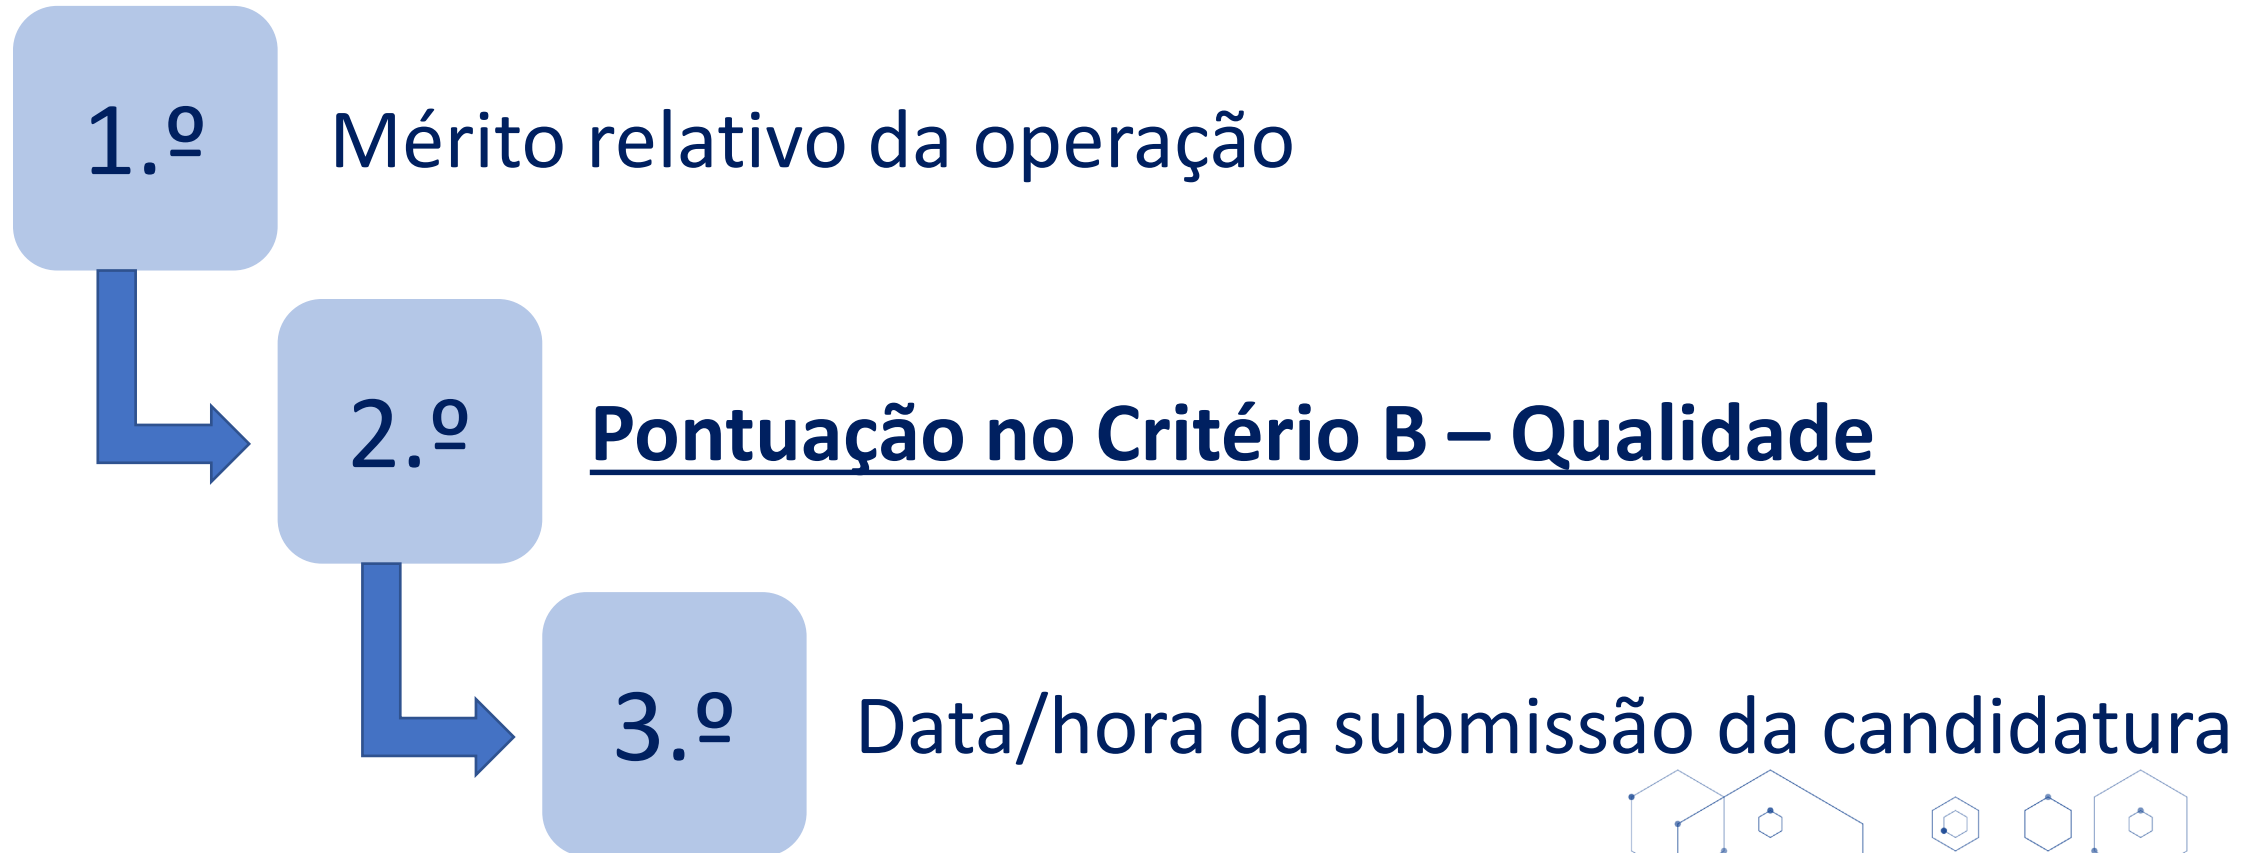 1.º
Mérito relativo da operação
2.º
Pontuação no Critério B – Qualidade
3.º
Data/hora da submissão da candidatura